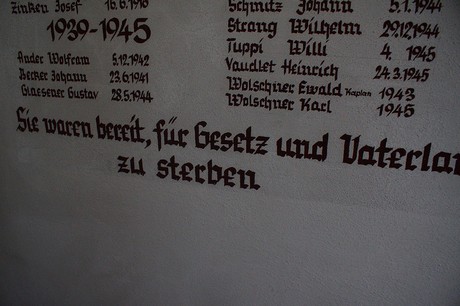 Zinken Josef 16.6.1916
1939-1945
Ander Wolfram 5.12.1942
Becker Johann 23.6.1941
Glaesener Gustav 28.5.1944
Schmitz Johann 5.1.1944
Strang Wilhelm 29.12.1944
Tuppi Willi 4. 1945
Vaudlet Heinrich 24.3.1945
Wolschner Ewald Kaplan 1943
Wolschner Karl 1945
Sie waren bereit, für Gesetz und Vaterlan
zu sterben